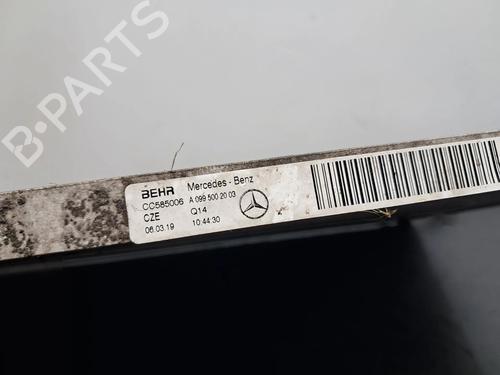 B-PARTS
BEHR Mercedes-Benz
CC585006 A 099 500 20 03
CZE Q14
06.03.19 10:44:30